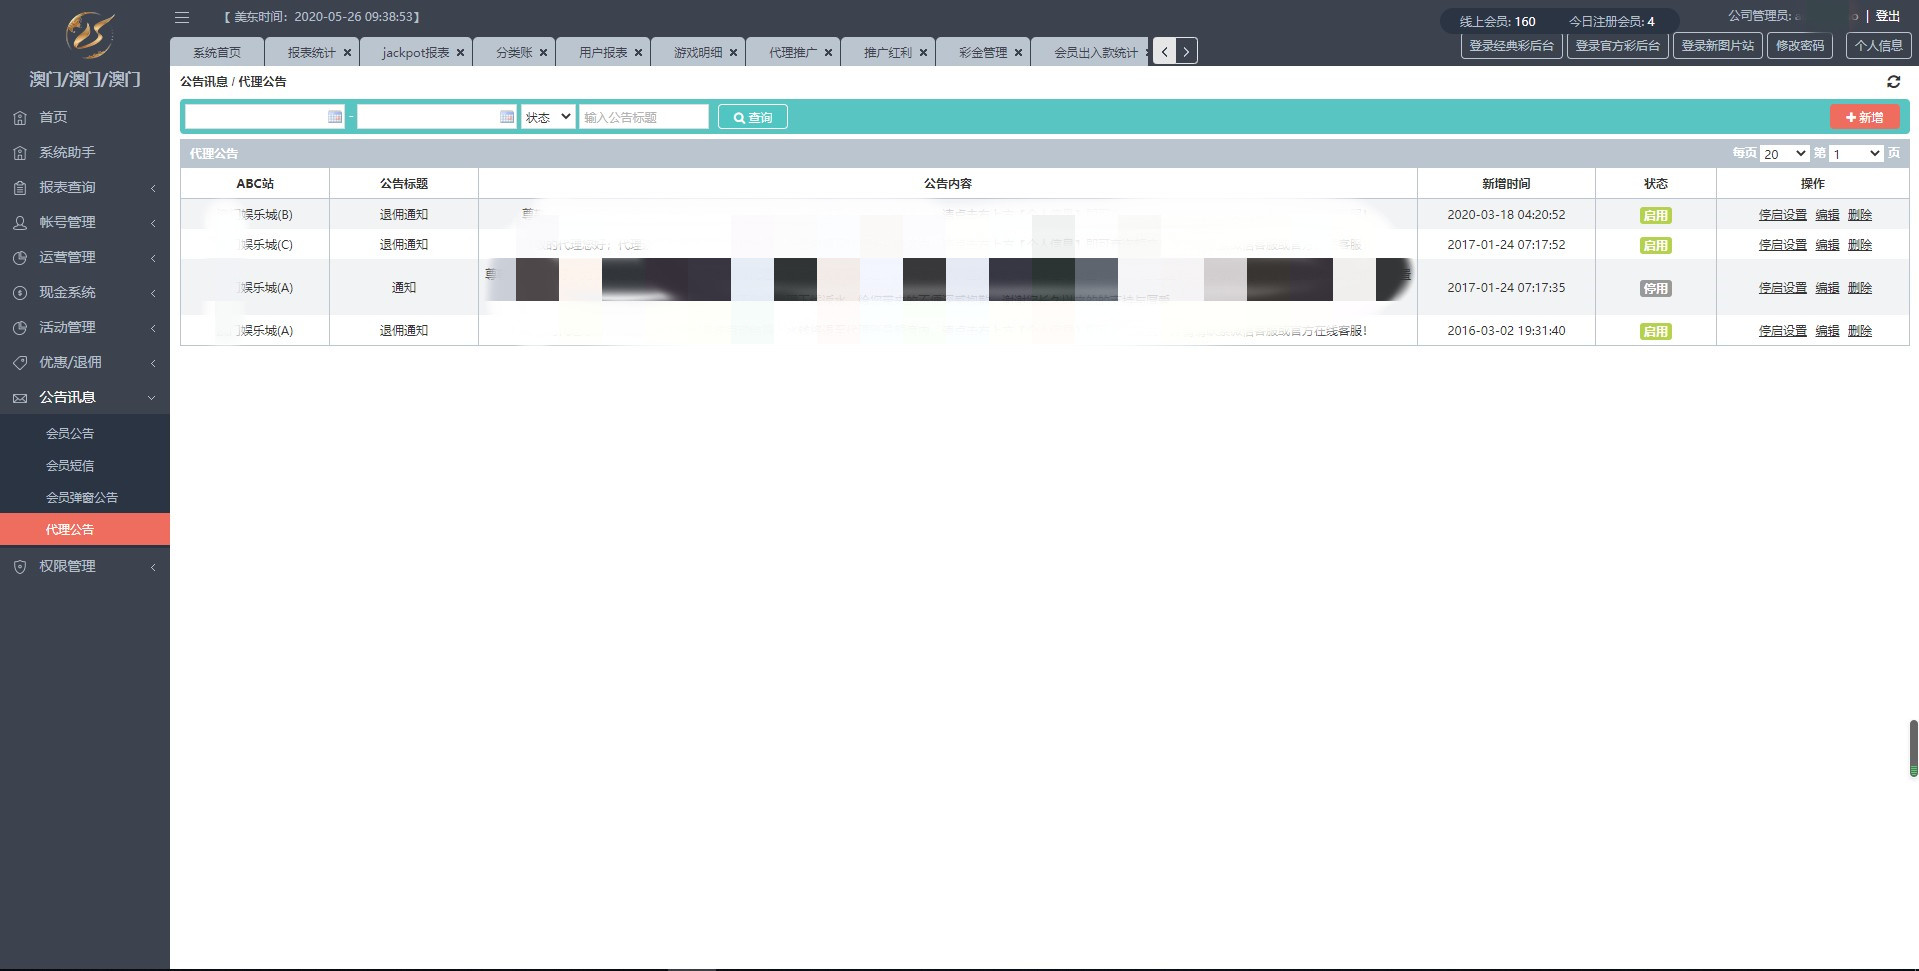 【 美东时间：2020-05-26 09:38:53】
线上会员: 160 今日注册会员: 4
公司管理员: | 登出
系统首页 报表统计 jackpot报表 分类账 用户报表 游戏明细 代理推广 推广红利 彩金管理 会员出入款统计
登录经典彩后台 登录官方彩后台 登录新图片站 修改密码 个人信息
澳门/澳门/澳门
首页
系统助手
报表查询
帐号管理
运营管理
现金系统
活动管理
优惠/退佣
公告讯息
会员公告
会员短信
会员弹窗公告
代理公告
权限管理
公告讯息 / 代理公告
- 状态 输入公告标题 查询 新增
代理公告 每页 20 第 1 页
ABC站 公告标题 公告内容 新增时间 状态 操作
娱乐城(B) 退佣通知 2020-03-18 04:20:52 启用 停启设置 编辑 删除
娱乐城(C) 退佣通知 的代理您好，代理 客服 2017-01-24 07:17:52 启用 停启设置 编辑 删除
娱乐城(A) 通知 尊 2017-01-24 07:17:35 停用 停启设置 编辑 删除
娱乐城(A) 退佣通知 客服或官方在线客服！ 2016-03-02 19:31:40 启用 停启设置 编辑 删除